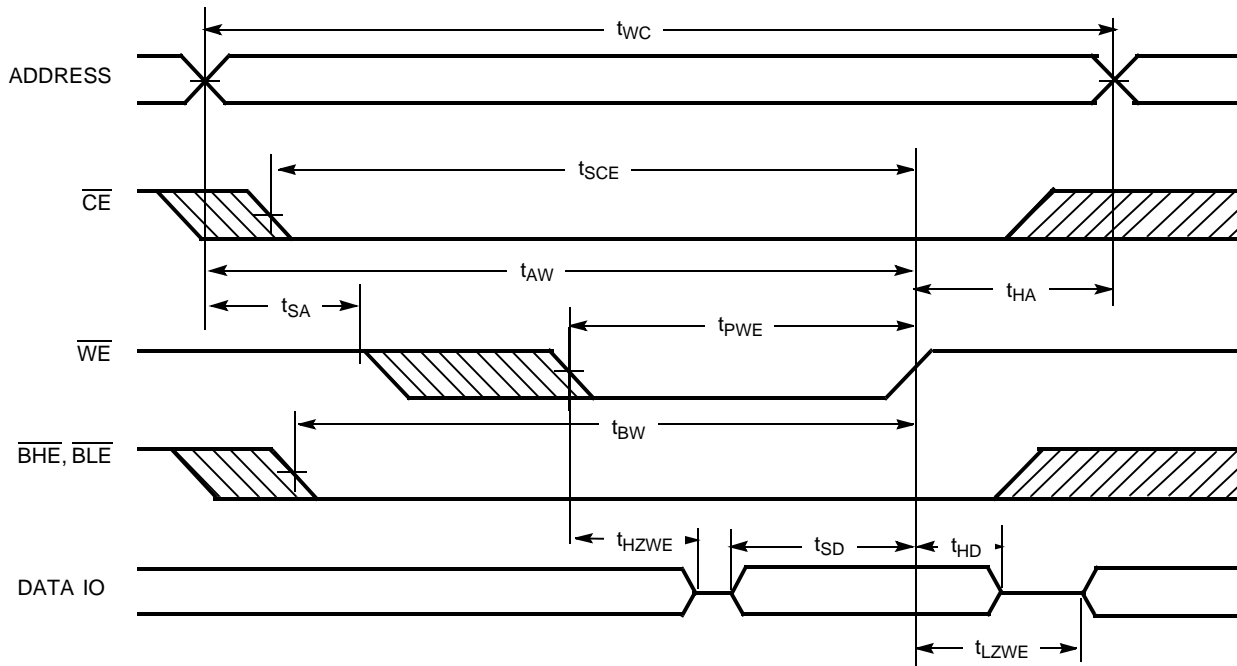 tWC
ADDRESS
tSCE
CE
tAW
tSA
tHA
tPWE
WE
tBW
BHE, BLE
tHZWE
tSD
tHD
DATA IO
tLZWE